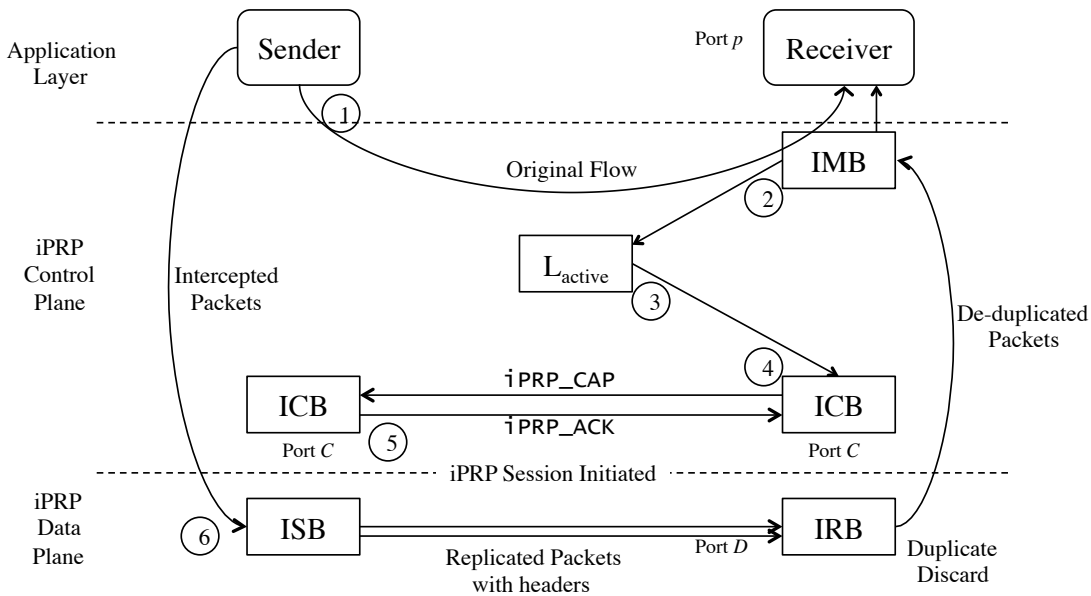 Application
Layer
Sender
Port p
Receiver
1
Original Flow
IMB
2
iPRP
Control
Plane
Intercepted
Packets
Lactive
3
De-duplicated
Packets
4
iPRP_CAP
ICB
ICB
iPRP_ACK
5
Port C
Port C
iPRP Session Initiated
iPRP
Data
Plane
6
ISB
IRB
Port D
Replicated Packets
with headers
Duplicate
Discard